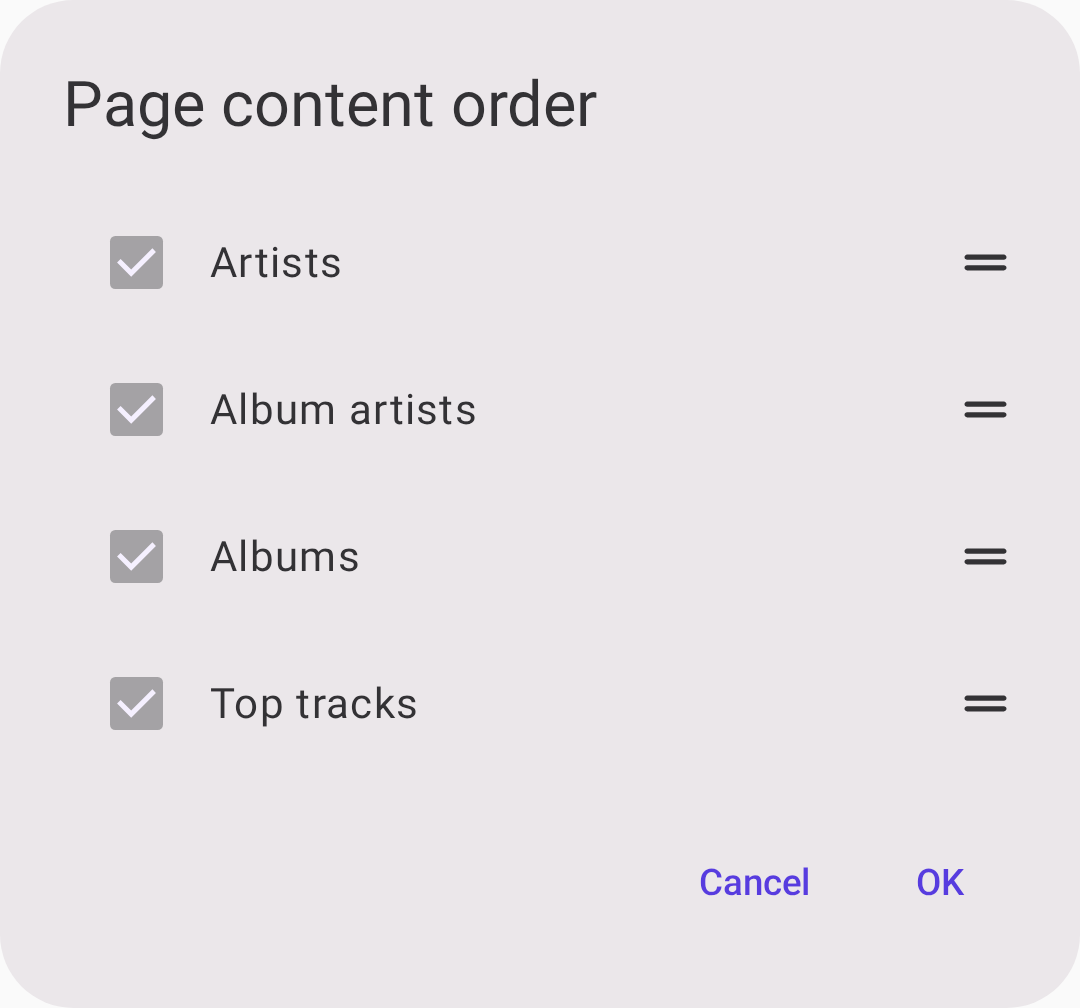 Page content order
Artists
Album artists
Albums
Top tracks
Cancel OK